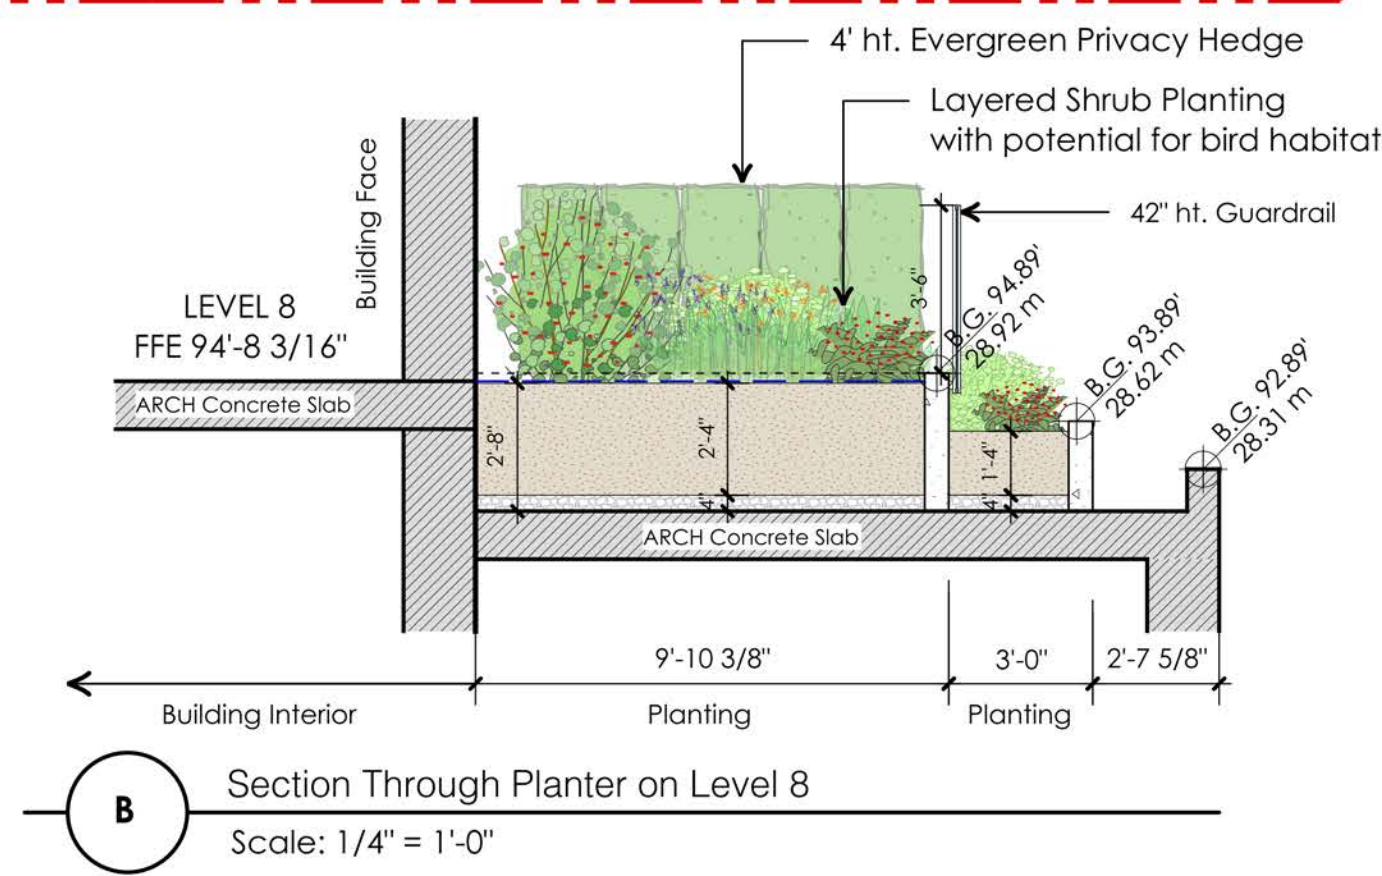 4' ht. Evergreen Privacy Hedge
Layered Shrub Planting
with potential for bird habitat
Building Face
42" ht. Guardrail
LEVEL 8
FFE 94'-8 3/16"
3'-6"
B.G. 94.89'
28.92 m
B.G. 93.89'
28.62 m
B.G. 92.89'
28.31 m
ARCH Concrete Slab
2'-8"
2'-4"
4"
1'-4"
4"
ARCH Concrete Slab
9'-10 3/8"
3'-0"
2'-7 5/8"
Building Interior
Planting
Planting
B
Section Through Planter on Level 8
Scale: 1/4" = 1'-0"